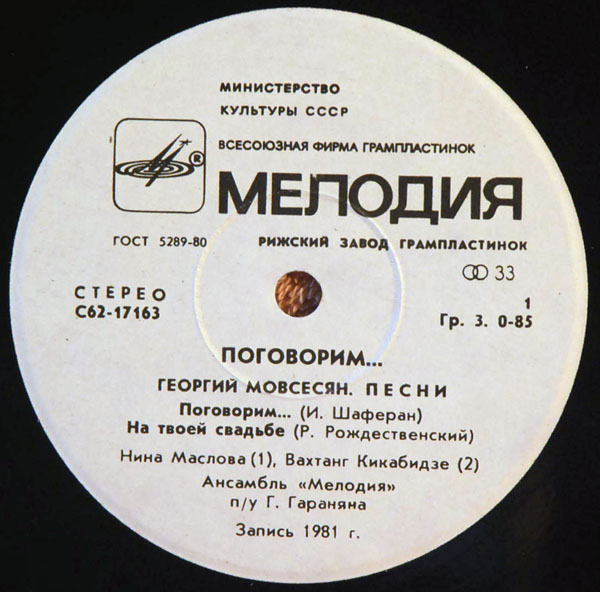 МИНИСТЕРСТВО
КУЛЬТУРЫ СССР
ВСЕСОЮЗНАЯ ФИРМА ГРАМПЛАСТИНОК
®
МЕЛОДИЯ
ГОСТ 5289-80 РИЖСКИЙ ЗАВОД ГРАМПЛАСТИНОК
33
СТЕРЕО 1
С62-17163 Гр. 3. 0-85
ПОГОВОРИМ...
ГЕОРГИЙ МОВСЕСЯН. ПЕСНИ
Поговорим... (И. Шаферан)
На твоей свадьбе (Р. Рождественский)
Нина Маслова (1), Вахтанг Кикабидзе (2)
Ансамбль «Мелодия»
п/у Г. Гараняна
Запись 1981 г.